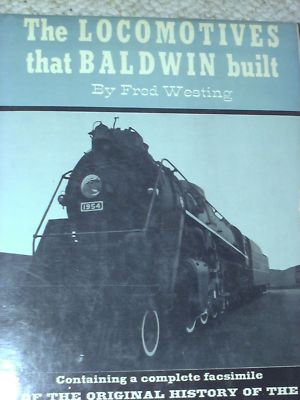 The LOCOMOTIVES
that BALDWIN built
By Fred Westing
1954
Containing a complete facsimile
OF THE ORIGINAL HISTORY OF THE